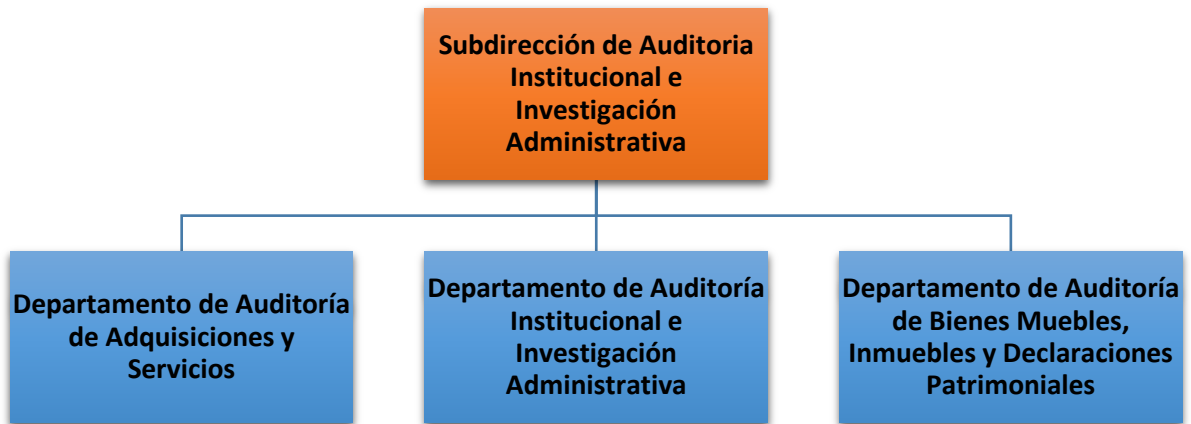 Subdirección de Auditoria
Institucional e
Investigación
Administrativa
Departamento de Auditoría
de Adquisiciones y
Servicios
Departamento de Auditoría
Institucional e
Investigación
Administrativa
Departamento de Auditoría
de Bienes Muebles,
Inmuebles y Declaraciones
Patrimoniales